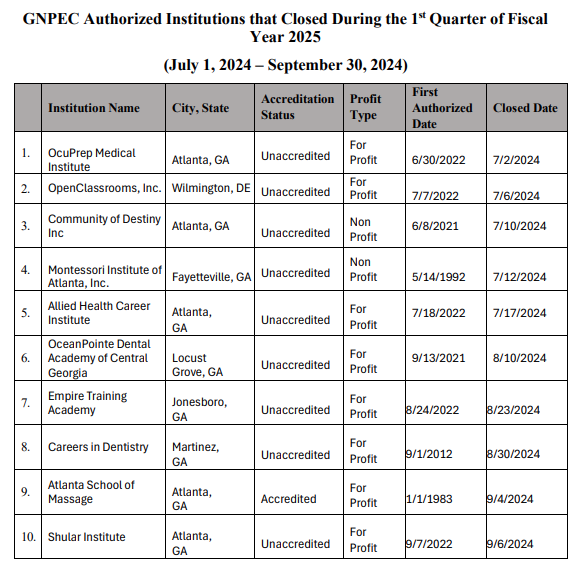 GNPEC Authorized Institutions that Closed During the 1st Quarter of Fiscal
Year 2025
(July 1, 2024 – September 30, 2024)
Institution Name City, State Accreditation Status Profit Type First Authorized Date Closed Date
1. OcuPrep Medical Institute Atlanta, GA Unaccredited For Profit 6/30/2022 7/2/2024
2. OpenClassrooms, Inc. Wilmington, DE Unaccredited For Profit 7/7/2022 7/6/2024
3. Community of Destiny Inc Atlanta, GA Unaccredited Non Profit 6/8/2021 7/10/2024
4. Montessori Institute of Atlanta, Inc. Fayetteville, GA Unaccredited Non Profit 5/14/1992 7/12/2024
5. Allied Health Career Institute Atlanta, GA Unaccredited For Profit 7/18/2022 7/17/2024
6. OceanPointe Dental Academy of Central Georgia Locust Grove, GA Unaccredited For Profit 9/13/2021 8/10/2024
7. Empire Training Academy Jonesboro, GA Unaccredited For Profit 8/24/2022 8/23/2024
8. Careers in Dentistry Martinez, GA Unaccredited For Profit 9/1/2012 8/30/2024
9. Atlanta School of Massage Atlanta, GA Accredited For Profit 1/1/1983 9/4/2024
10. Shular Institute Atlanta, GA Unaccredited For Profit 9/7/2022 9/6/2024